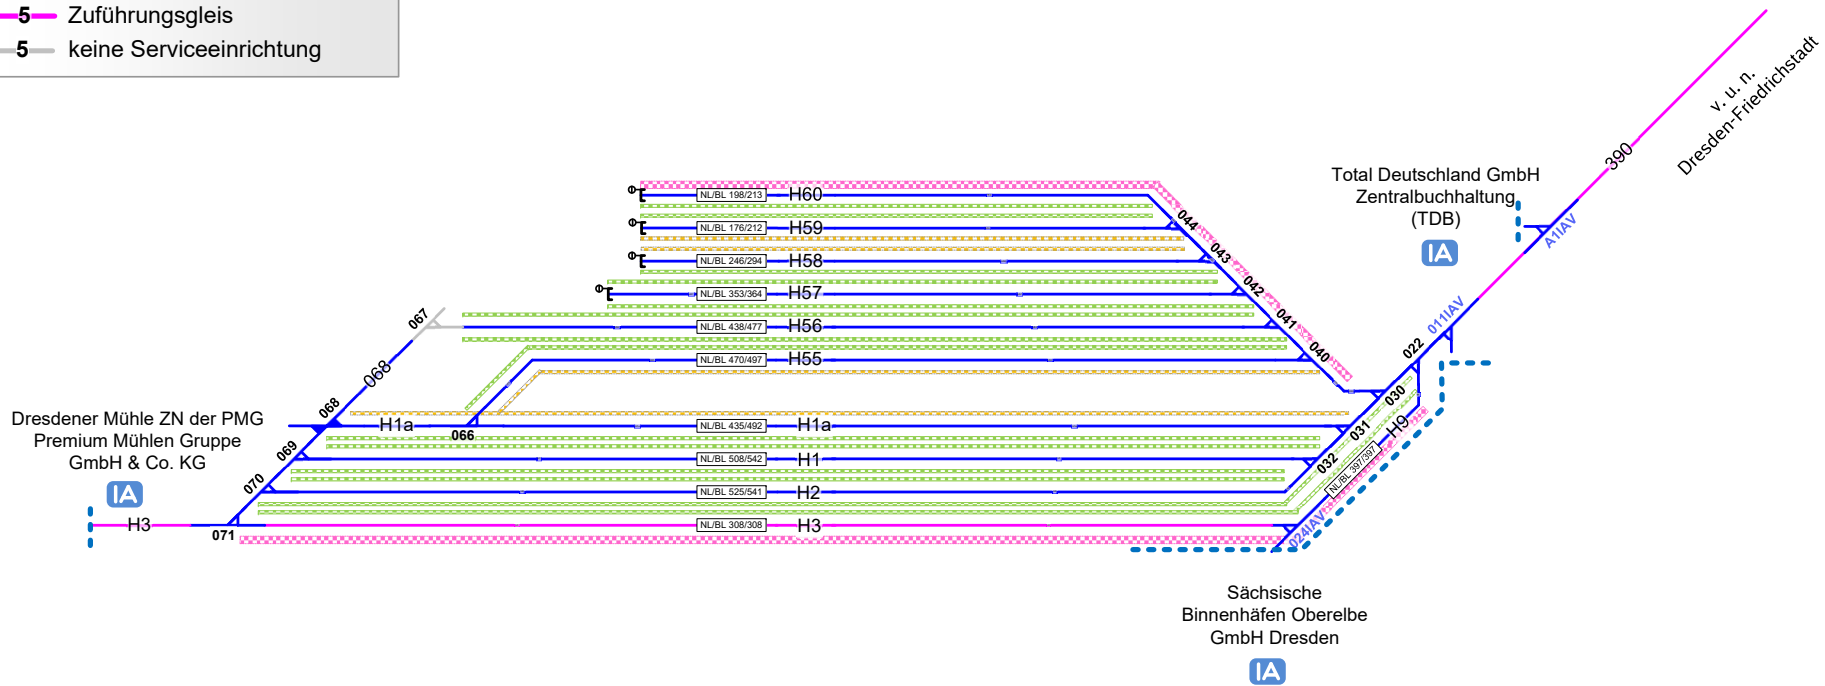 5 Zuführungsgleis
5 keine Serviceeinrichtung
v. u. n.
Dresden-Friedrichstadt
390
Total Deutschland GmbH
Zentralbuchhaltung
(TDB)
IA
A1IAV
011IAV
NL/BL 198/213 H60
044
NL/BL 176/212 H59
043
NL/BL 246/294 H58
042
NL/BL 353/364 H57
041
067
NL/BL 438/477 H56
040
022
NL/BL 470/497 H55
068
030
068
H1a
066
NL/BL 435/492 H1a
031
H9
Dresdener Mühle ZN der PMG
Premium Mühlen Gruppe
GmbH & Co. KG
IA
069
NL/BL 508/542 H1
032
NL/BL 397/397
070
NL/BL 525/541 H2
H3
071
NL/BL 308/308 H3
024IAV
Sächsische
Binnenhäfen Oberelbe
GmbH Dresden
IA